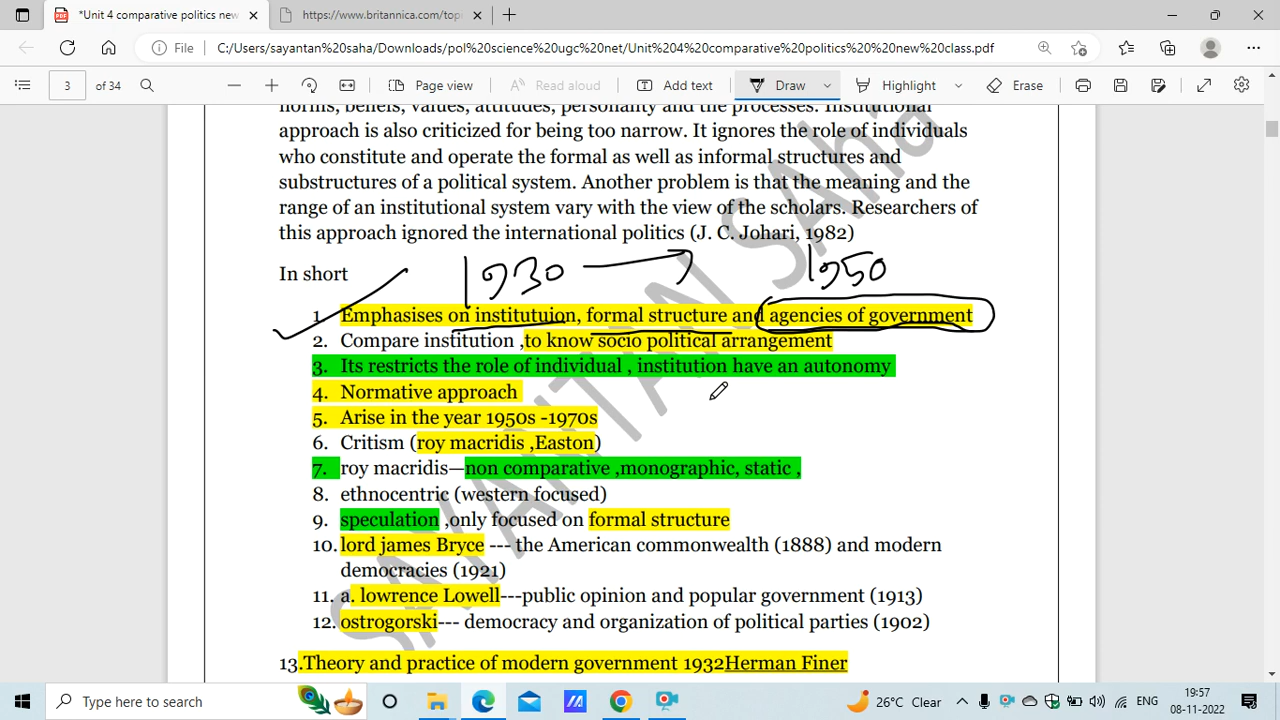 *Unit 4 comparative politics new
https://www.britannica.com/top
File
C:/Users/sayantan%20saha/Downloads/pol%20science%20ugc%20net/Unit%204%20comparative%20politics%20%20new%20class.pdf
3 of 34
Page view
Read aloud
Add text
Draw
Highlight
Erase
norms, beliefs, values, attitudes, personality and the processes. Institutional
approach is also criticized for being too narrow. It ignores the role of individuals
who constitute and operate the formal as well as informal structures and
substructures of a political system. Another problem is that the meaning and the
range of an institutional system vary with the view of the scholars. Researchers of
this approach ignored the international politics (J. C. Johari, 1982)
In short
1930 1950
1. Emphasises on institutuion, formal structure and agencies of government
2. Compare institution ,to know socio political arrangement
3. Its restricts the role of individual , institution have an autonomy
4. Normative approach
5. Arise in the year 1950s -1970s
6. Critism (roy macridis ,Easton)
7. roy macridis—non comparative ,monographic, static ,
8. ethnocentric (western focused)
9. speculation ,only focused on formal structure
10. lord james Bryce --- the American commonwealth (1888) and modern
democracies (1921)
11. a. lowrence Lowell---public opinion and popular government (1913)
12. ostrogorski--- democracy and organization of political parties (1902)
13.Theory and practice of modern government 1932Herman Finer
SAYANTAN SAha
Type here to search
26°C Clear
ENG
19:57
08-11-2022